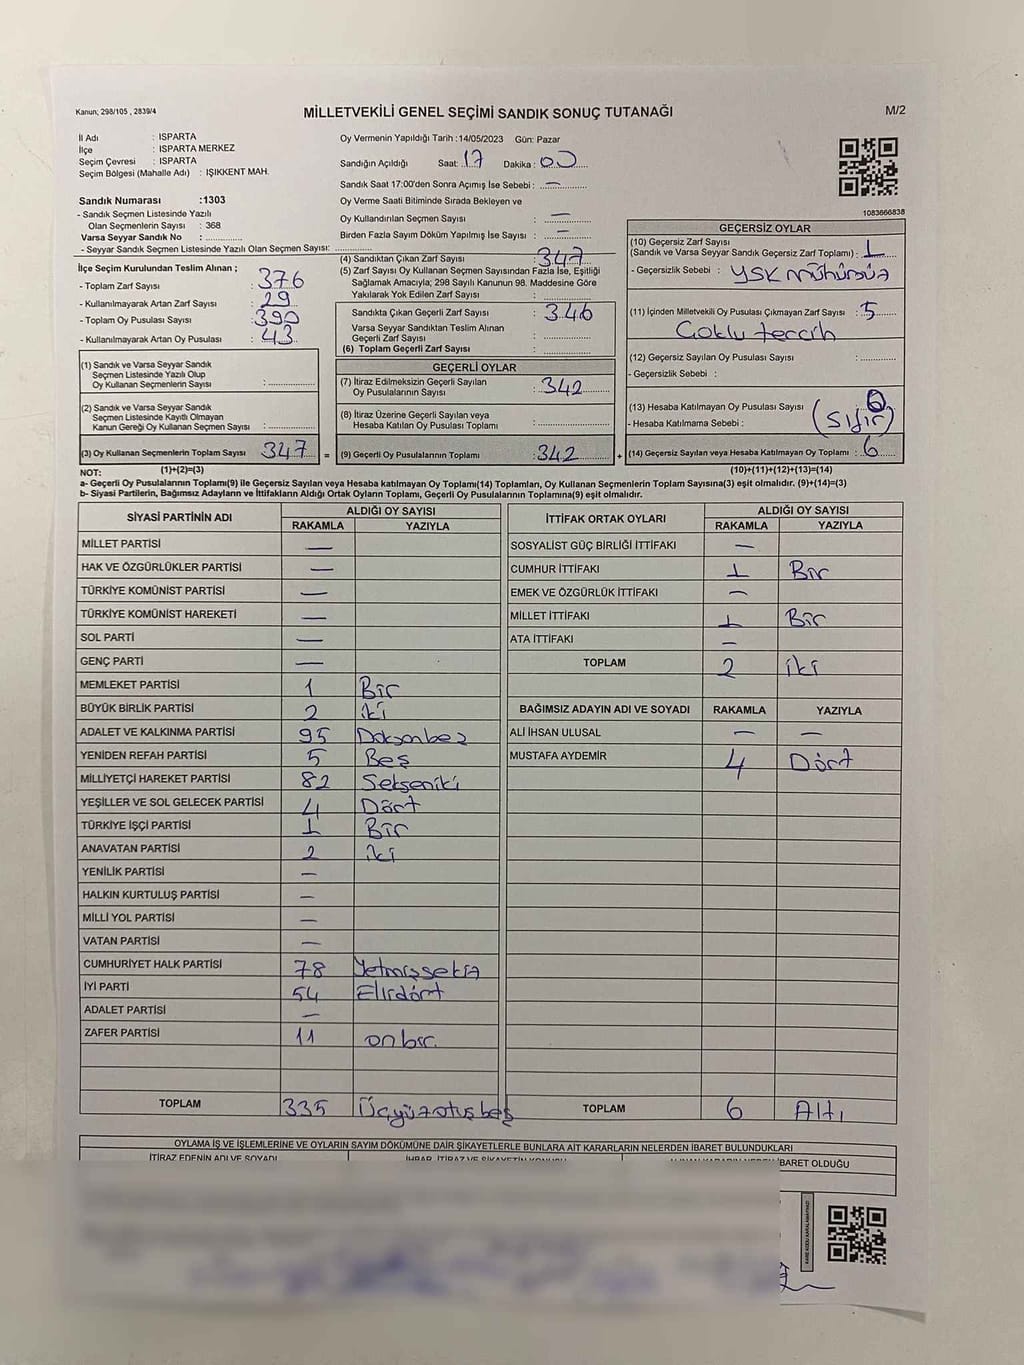 Kanun; 298/105 , 2839/4
MİLLETVEKİLİ GENEL SEÇİMİ SANDIK SONUÇ TUTANAĞI
M/2
İl Adı : ISPARTA
İlçe : ISPARTA MERKEZ
Seçim Çevresi : ISPARTA
Seçim Bölgesi (Mahalle Adı) : IŞIKKENT MAH.
Sandık Numarası :1303
- Sandık Seçmen Listesinde Yazılı
Olan Seçmenlerin Sayısı : 368
Varsa Seyyar Sandık No : ..............
- Seyyar Sandık Seçmen Listesinde Yazılı Olan Seçmen Sayısı: ..............
Oy Vermenin Yapıldığı Tarih :14/05/2023 Gün: Pazar
Sandığın Açıldığı Saat: 17 Dakika : 00
Sandık Saat 17:00'den Sonra Açımış İse Sebebi : —
Oy Verme Saati Bitiminde Sırada Bekleyen ve
Oy Kullandırılan Seçmen Sayısı : —
Birden Fazla Sayım Döküm Yapılmış İse Sayısı : —
1083666838
İlçe Seçim Kurulundan Teslim Alınan ;
- Toplam Zarf Sayısı : 376
- Kullanılmayarak Artan Zarf Sayısı : 29
- Toplam Oy Pusulası Sayısı : 390
- Kullanılmayarak Artan Oy Pusulası : 43
(1) Sandık ve Varsa Seyyar Sandık
Seçmen Listesinde Yazılı Olup
Oy Kullanan Seçmenlerin Sayısı : ..............
(2) Sandık ve Varsa Seyyar Sandık
Seçmen Listesinde Kayıtlı Olmayan
Kanun Gereği Oy Kullanan Seçmen Sayısı : ..............
(3) Oy Kullanan Seçmenlerin Toplam Sayısı 347 =
(4) Sandıktan Çıkan Zarf Sayısı : 347
(5) Zarf Sayısı Oy Kullanan Seçmen Sayısından Fazla İse, Eşitliği
Sağlamak Amacıyla; 298 Sayılı Kanunun 98. Maddesine Göre
Yakılarak Yok Edilen Zarf Sayısı : ..............
Sandıkta Çıkan Geçerli Zarf Sayısı : 346
Varsa Seyyar Sandıktan Teslim Alınan
Geçerli Zarf Sayısı : ..............
(6) Toplam Geçerli Zarf Sayısı : ..............
GEÇERLİ OYLAR
(7) İtiraz Edilmeksizin Geçerli Sayılan
Oy Pusulalarının Sayısı : 342
(8) İtiraz Üzerine Geçerli Sayılan veya
Hesaba Katılan Oy Pusulası Toplamı : ..............
(9) Geçerli Oy Pusulalarının Toplamı : 342 +
GEÇERSİZ OYLAR
(10) Geçersiz Zarf Sayısı
(Sandık ve Varsa Seyyar Sandık Geçersiz Zarf Toplamı) : 1
- Geçersizlik Sebebi : YSK mühürsüz
(11) İçinden Milletvekili Oy Pusulası Çıkmayan Zarf Sayısı : 5
Çoklu tercih
(12) Geçersiz Sayılan Oy Pusulası Sayısı : ..............
- Geçersizlik Sebebi :
(13) Hesaba Katılmayan Oy Pusulası Sayısı : 0
- Hesaba Katılmama Sebebi : (Sıfır)
(14) Geçersiz Sayılan veya Hesaba Katılmayan Oy Toplamı : 6
NOT: (1)+(2)=(3) (10)+(11)+(12)+(13)=(14)
a- Geçerli Oy Pusulalarının Toplamı(9) ile Geçersiz Sayılan veya Hesaba Katılmayan Oy Toplamı(14) Toplamları, Oy Kullanan Seçmenlerin Toplam Sayısına(3) eşit olmalıdır. (9)+(14)=(3)
b- Siyasi Partilerin, Bağımsız Adayların ve İttifakların Aldığı Ortak Oyların Toplamı, Geçerli Oy Pusulalarının Toplamına(9) eşit olmalıdır.
SİYASİ PARTİNİN ADI ALDIĞI OY SAYISI
RAKAMLA YAZIYLA
MİLLET PARTİSİ —
HAK VE ÖZGÜRLÜKLER PARTİSİ —
TÜRKİYE KOMÜNİST PARTİSİ —
TÜRKİYE KOMÜNİST HAREKETİ —
SOL PARTİ —
GENÇ PARTİ —
MEMLEKET PARTİSİ 1 Bir
BÜYÜK BİRLİK PARTİSİ 2 iki
ADALET VE KALKINMA PARTİSİ 95 Doksanbeş
YENİDEN REFAH PARTİSİ 5 Beş
MİLLİYETÇİ HAREKET PARTİSİ 82 Sekseniki
YEŞİLLER VE SOL GELECEK PARTİSİ 4 Dört
TÜRKİYE İŞÇİ PARTİSİ 1 Bir
ANAVATAN PARTİSİ 2 iki
YENİLİK PARTİSİ —
HALKIN KURTULUŞ PARTİSİ —
MİLLİ YOL PARTİSİ —
VATAN PARTİSİ —
CUMHURİYET HALK PARTİSİ 78 Yetmişsekiz
İYİ PARTİ 54 Ellidört
ADALET PARTİSİ —
ZAFER PARTİSİ 11 onbir.
TOPLAM 335 Üçyüzotuzbeş
İTTİFAK ORTAK OYLARI ALDIĞI OY SAYISI
RAKAMLA YAZIYLA
SOSYALİST GÜÇ BİRLİĞİ İTTİFAKI —
CUMHUR İTTİFAKI 1 Bir
EMEK VE ÖZGÜRLÜK İTTİFAKI —
MİLLET İTTİFAKI 1 Bir
ATA İTTİFAKI —
TOPLAM 2 iki
BAĞIMSIZ ADAYIN ADI VE SOYADI RAKAMLA YAZIYLA
ALİ İHSAN ULUSAL — —
MUSTAFA AYDEMİR 4 Dört
TOPLAM 6 Altı
OYLAMA İŞ VE İŞLEMLERİNE VE OYLARIN SAYIM DÖKÜMÜNE DAİR ŞİKAYETLERLE BUNLARA AİT KARARLARIN NELERDEN İBARET BULUNDUKLARI
İTİRAZ EDENİN ADI VE SOYADI İBARET OLDUĞU